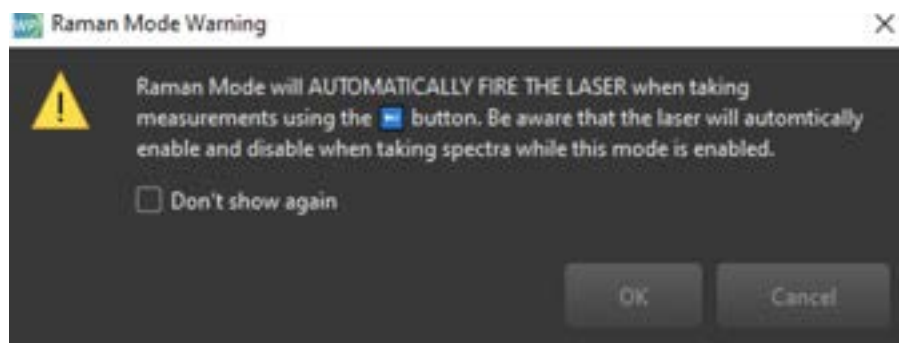 Raman Mode Warning
Raman Mode will AUTOMATICALLY FIRE THE LASER when taking
measurements using the button. Be aware that the laser will automtically
enable and disable when taking spectra while this mode is enabled.
Don't show again
OK Cancel